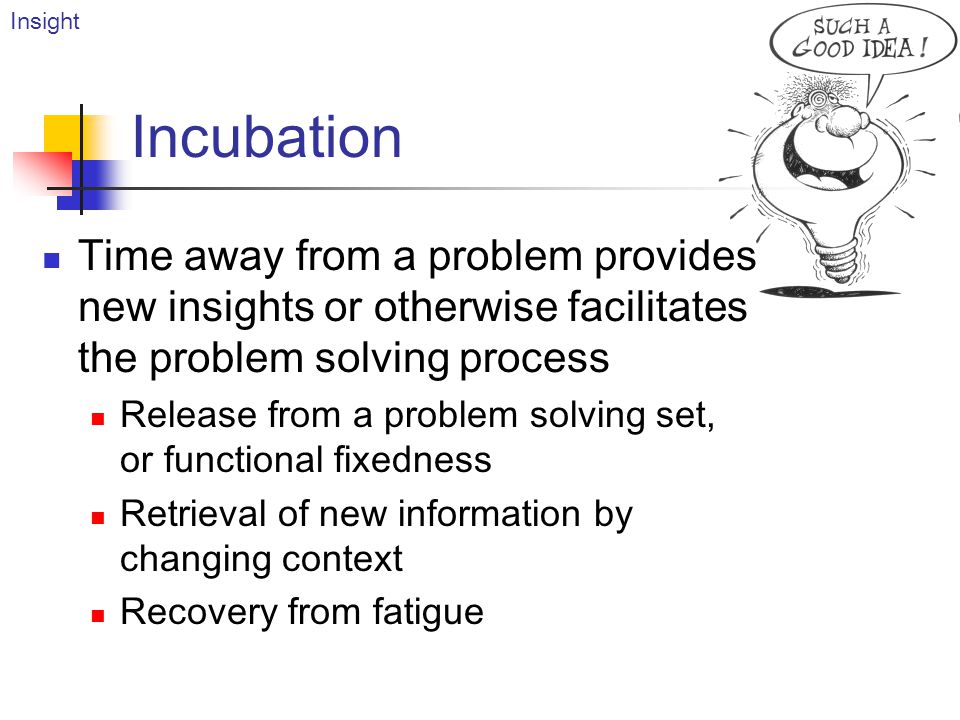 Insight
SUCH A
GOOD IDEA!
Incubation
Time away from a problem provides
new insights or otherwise facilitates
the problem solving process
Release from a problem solving set,
or functional fixedness
Retrieval of new information by
changing context
Recovery from fatigue